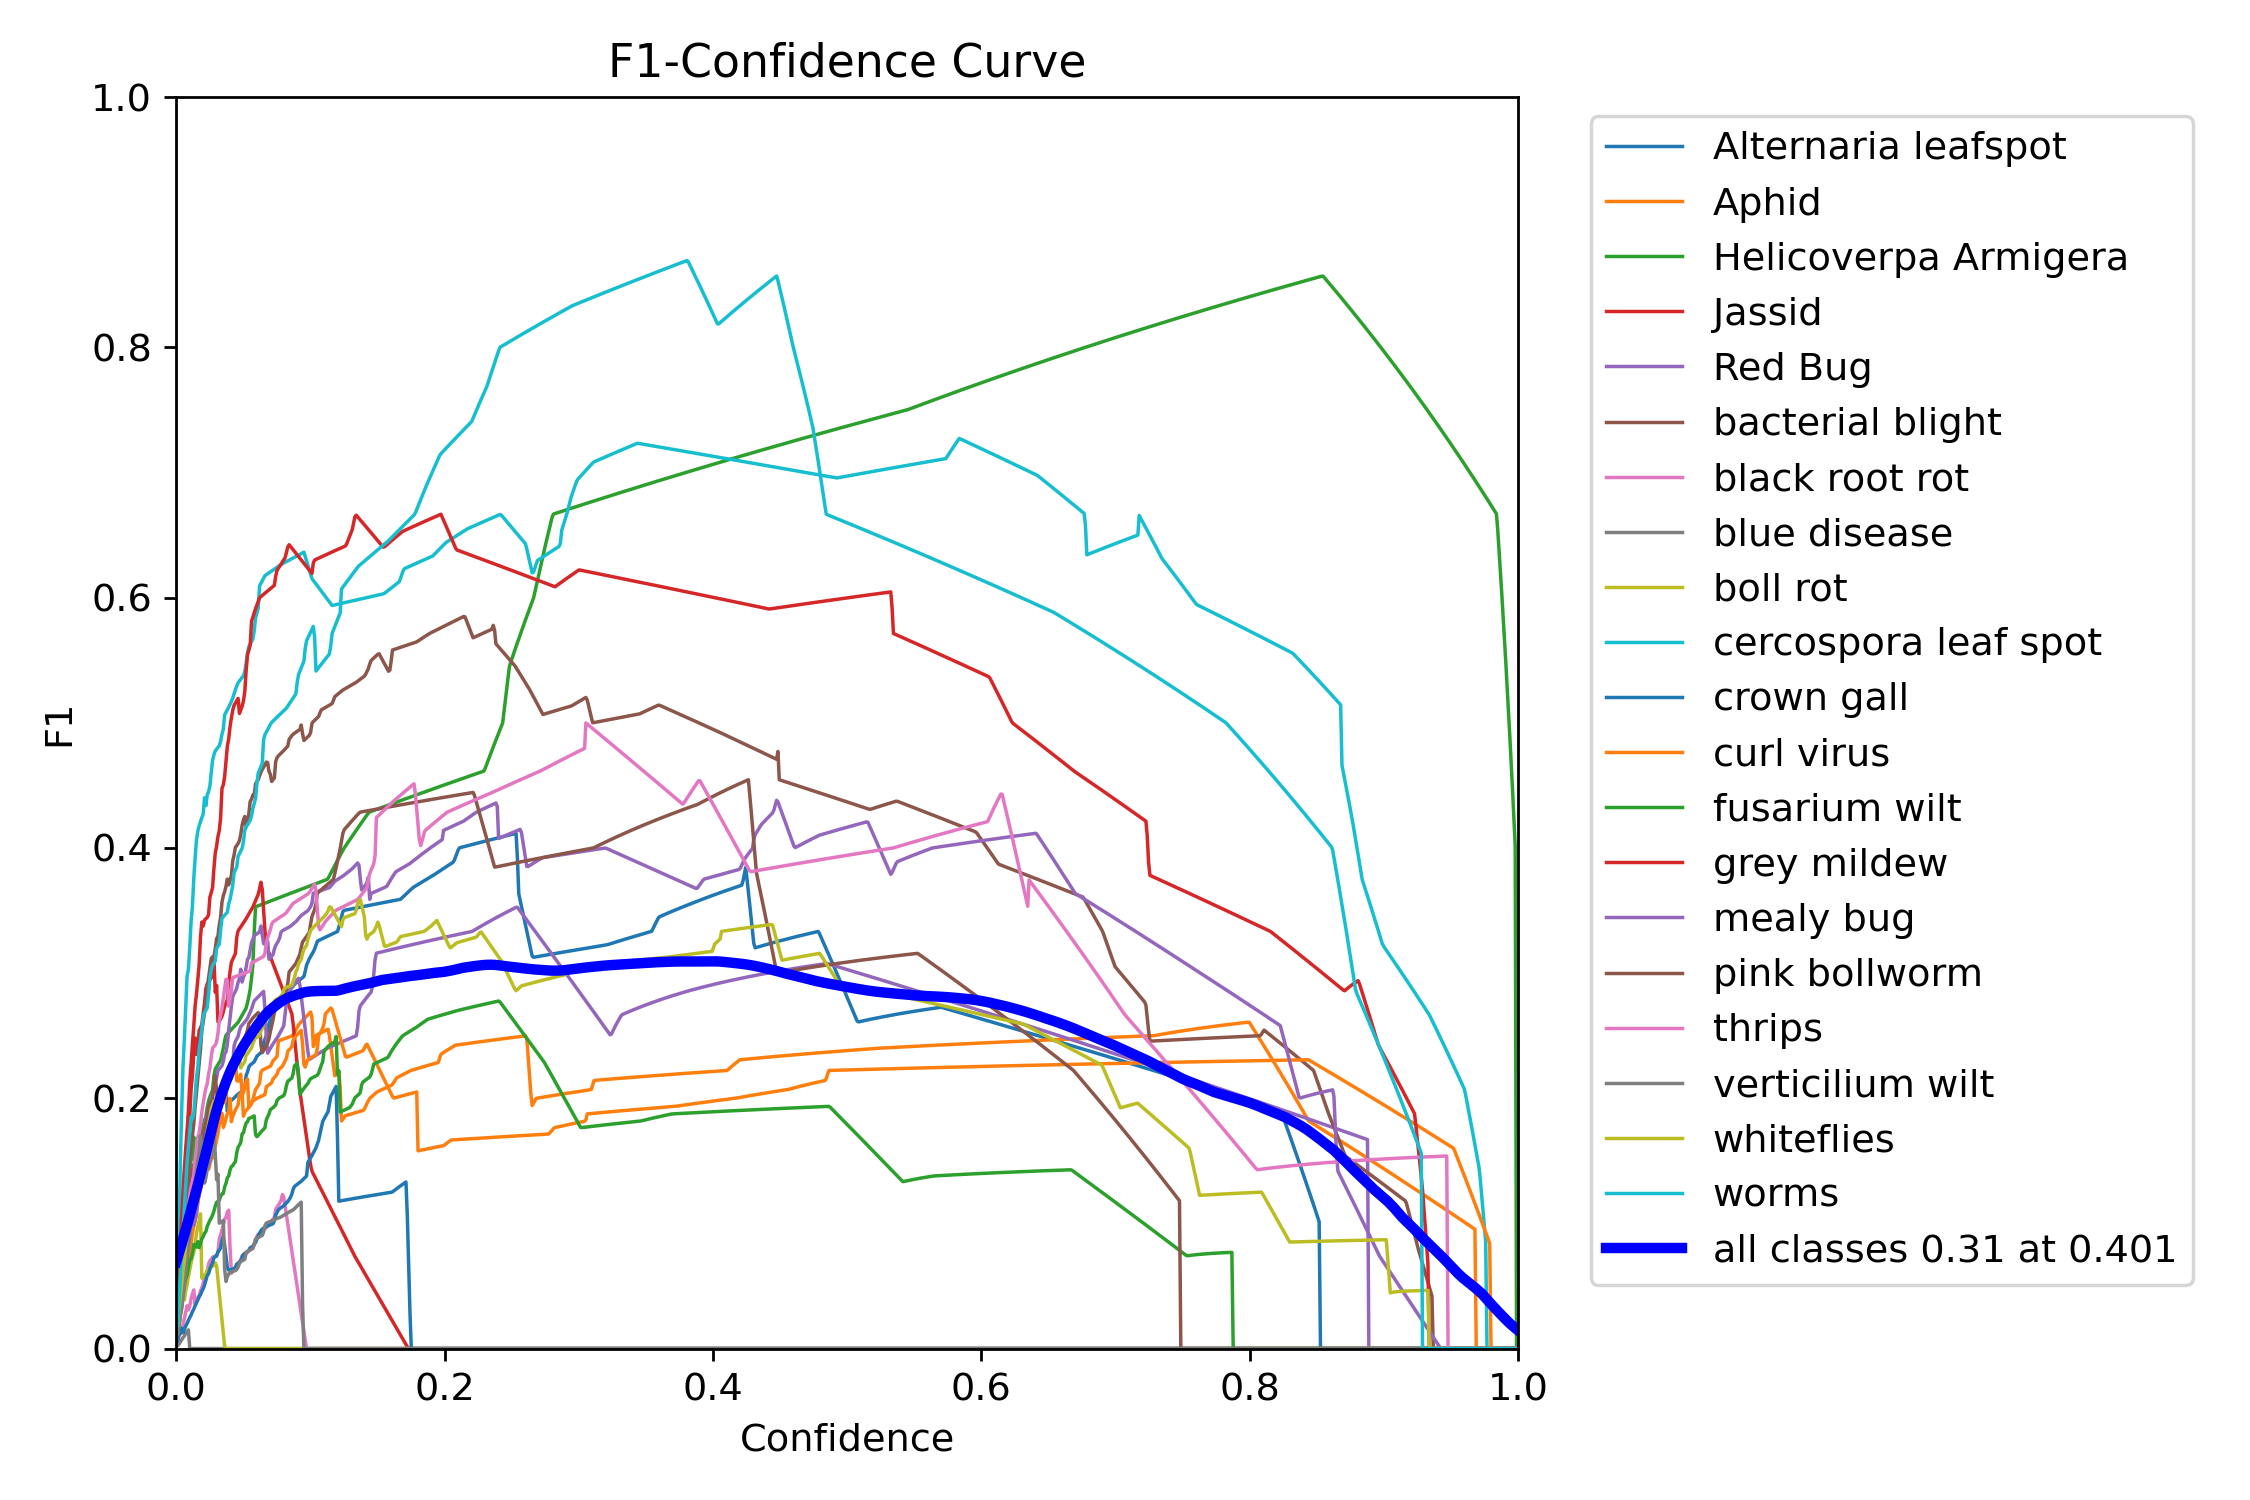 F1-Confidence Curve
1.0
0.8
0.6
0.4
0.2
0.0
F1
0.0 0.2 0.4 0.6 0.8 1.0
Confidence
Alternaria leafspot
Aphid
Helicoverpa Armigera
Jassid
Red Bug
bacterial blight
black root rot
blue disease
boll rot
cercospora leaf spot
crown gall
curl virus
fusarium wilt
grey mildew
mealy bug
pink bollworm
thrips
verticilium wilt
whiteflies
worms
all classes 0.31 at 0.401